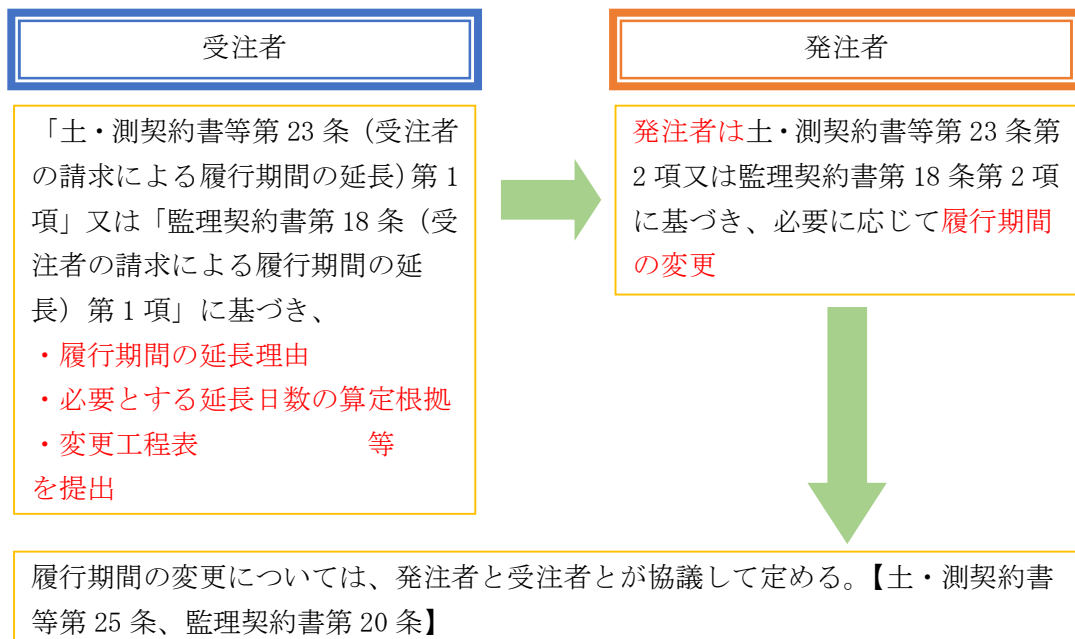 受注者
「土・測契約書等第 23 条（受注者
の請求による履行期間の延長）第 1
項」又は「監理契約書第 18 条（受
注者の請求による履行期間の延
長）第 1 項」に基づき、
・履行期間の延長理由
・必要とする延長日数の算定根拠
・変更工程表　　　　　　　等
を提出
発注者
発注者は土・測契約書等第 23 条第
2 項又は監理契約書第 18 条第 2 項
に基づき、必要に応じて履行期間
の変更
履行期間の変更については、発注者と受注者とが協議して定める。【土・測契約書
等第 25 条、監理契約書第 20 条】